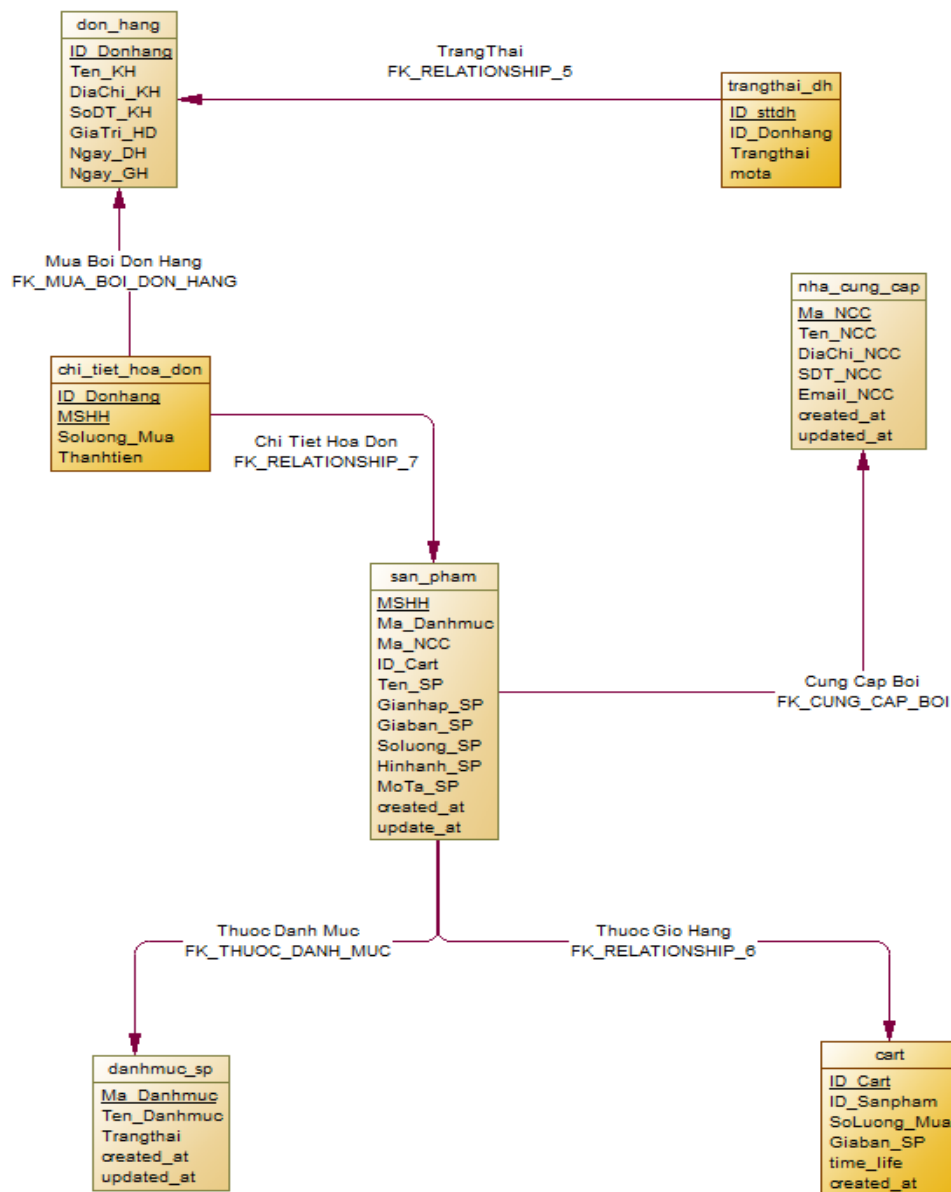 don_hang
ID_Donhang
Ten_KH
DiaChi_KH
SoDT_KH
GiaTri_HD
Ngay_DH
Ngay_GH
TrangThai
FK_RELATIONSHIP_5
trangthai_dh
ID_sttdh
ID_Donhang
Trangthai
mota
Mua Boi Don Hang
FK_MUA_BOI_DON_HANG
nha_cung_cap
Ma_NCC
Ten_NCC
DiaChi_NCC
SDT_NCC
Email_NCC
created_at
updated_at
chi_tiet_hoa_don
ID_Donhang
MSHH
Soluong_Mua
Thanhtien
Chi Tiet Hoa Don
FK_RELATIONSHIP_7
san_pham
MSHH
Ma_Danhmuc
Ma_NCC
ID_Cart
Ten_SP
Gianhap_SP
Giaban_SP
Soluong_SP
Hinhanh_SP
MoTa_SP
created_at
update_at
Cung Cap Boi
FK_CUNG_CAP_BOI
Thuoc Danh Muc
FK_THUOC_DANH_MUC
Thuoc Gio Hang
FK_RELATIONSHIP_6
danhmuc_sp
Ma_Danhmuc
Ten_Danhmuc
Trangthai
created_at
updated_at
cart
ID_Cart
ID_Sanpham
SoLuong_Mua
Giaban_SP
time_life
created_at